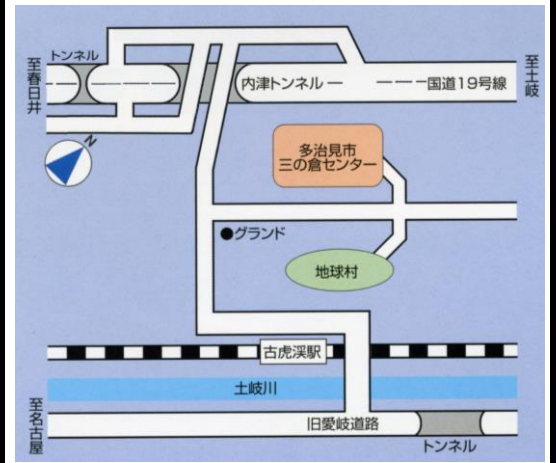 トンネル
至春日井
内津トンネル
国道19号線
至土岐
N
多治見市
三の倉センター
●グランド
地球村
古虎渓駅
土岐川
至名古屋
旧愛岐道路
トンネル